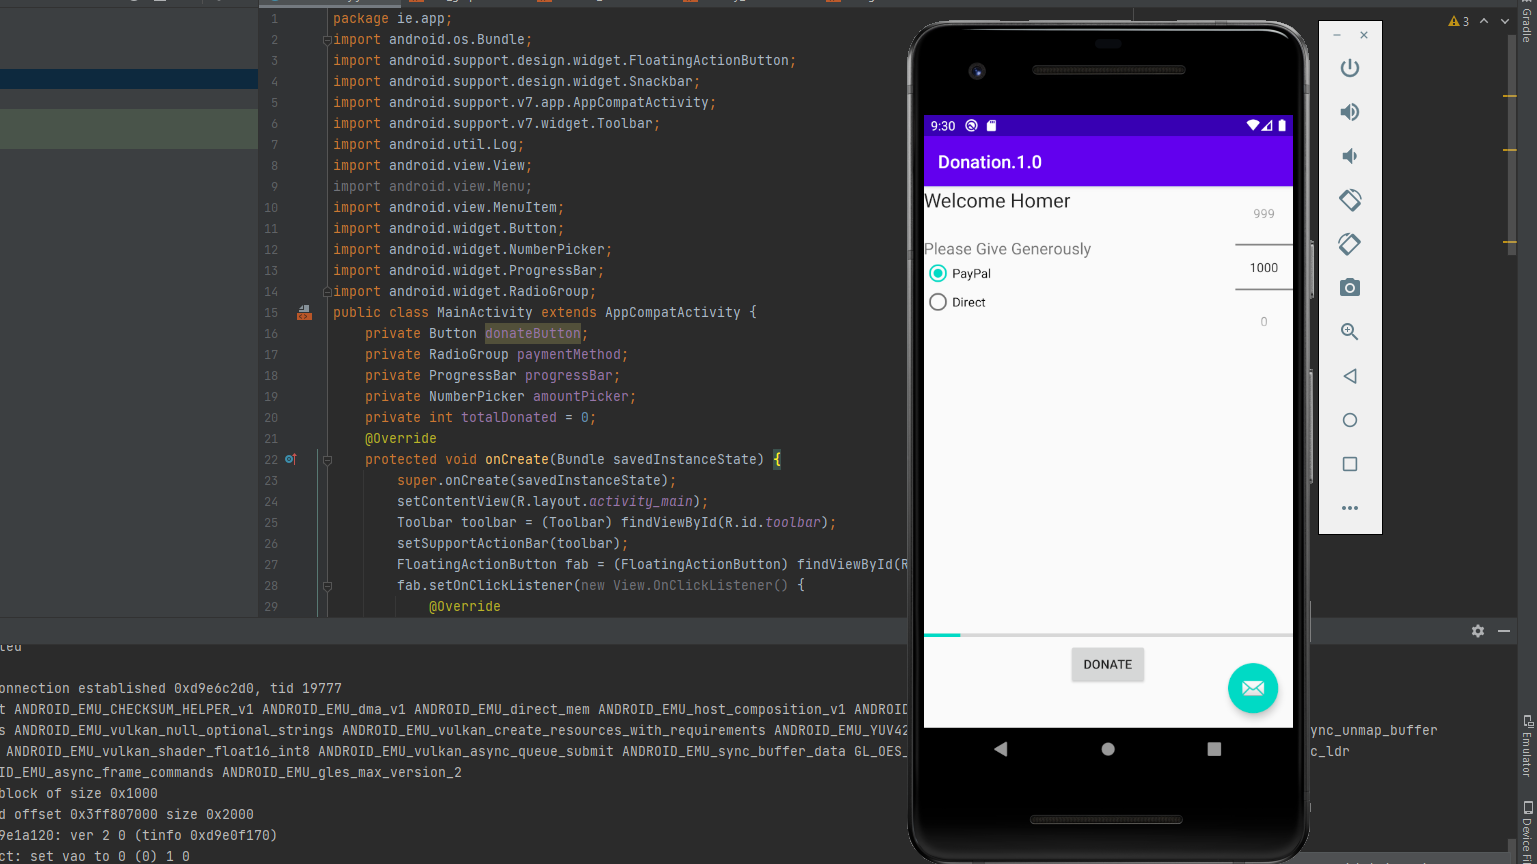 1 package ie.app;
2 import android.os.Bundle;
3 import android.support.design.widget.FloatingActionButton;
4 import android.support.design.widget.Snackbar;
5 import android.support.v7.app.AppCompatActivity;
6 import android.support.v7.widget.Toolbar;
7 import android.util.Log;
8 import android.view.View;
9 import android.view.Menu;
10 import android.view.MenuItem;
11 import android.widget.Button;
12 import android.widget.NumberPicker;
13 import android.widget.ProgressBar;
14 import android.widget.RadioGroup;
15 public class MainActivity extends AppCompatActivity {
16 private Button donateButton;
17 private RadioGroup paymentMethod;
18 private ProgressBar progressBar;
19 private NumberPicker amountPicker;
20 private int totalDonated = 0;
21 @Override
22 protected void onCreate(Bundle savedInstanceState) {
23 super.onCreate(savedInstanceState);
24 setContentView(R.layout.activity_main);
25 Toolbar toolbar = (Toolbar) findViewById(R.id.toolbar);
26 setSupportActionBar(toolbar);
27 FloatingActionButton fab = (FloatingActionButton) findViewById(R
28 fab.setOnClickListener(new View.OnClickListener() {
29 @Override
9:30
Donation.1.0
Welcome Homer
999
Please Give Generously
1000
PayPal
Direct
0
DONATE
3
Gradle
Emulator
onnection established 0xd9e6c2d0, tid 19777
t ANDROID_EMU_CHECKSUM_HELPER_v1 ANDROID_EMU_dma_v1 ANDROID_EMU_direct_mem ANDROID_EMU_host_composition_v1 ANDROID
s ANDROID_EMU_vulkan_null_optional_strings ANDROID_EMU_vulkan_create_resources_with_requirements ANDROID_EMU_YUV42 ync_unmap_buffer
ANDROID_EMU_vulkan_shader_float16_int8 ANDROID_EMU_vulkan_async_queue_submit ANDROID_EMU_sync_buffer_data GL_OES_ c_ldr
ID_EMU_async_frame_commands ANDROID_EMU_gles_max_version_2
block of size 0x1000
d offset 0x3ff807000 size 0x2000
9e1a120: ver 2 0 (tinfo 0xd9e0f170)
ct: set vao to 0 (0) 1 0
Device Fi